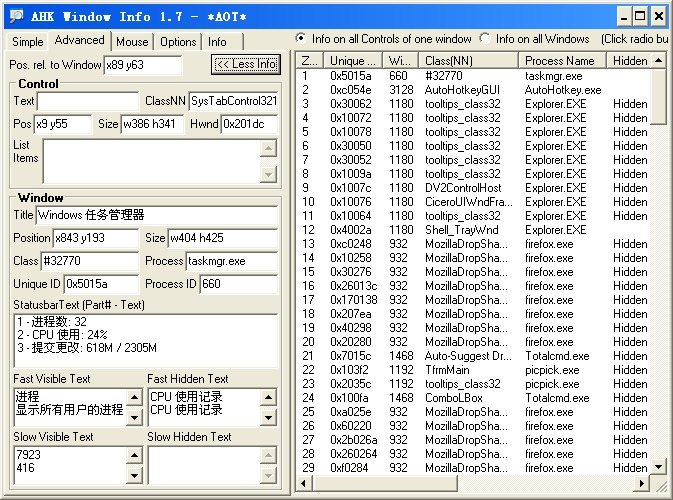 AHK Window Info 1.7 - *AOT*
Simple Advanced Mouse Options Info
Pos. rel. to Window x89 y63 << Less Info
Control
Text ClassNN SysTabControl321
Pos x9 y55 Size w386 h341 Hwnd 0x201dc
List
Items
Window
Title Windows 任务管理器
Position x843 y193 Size w404 h425
Class #32770 Process taskmgr.exe
Unique ID 0x5015a Process ID 660
StatusbarText (Part# - Text)
1 - 进程数: 32
2 - CPU 使用: 24%
3 - 提交更改: 618M / 2305M
Fast Visible Text Fast Hidden Text
进程 CPU 使用记录
显示所有用户的进程 CPU 使用记录
Slow Visible Text Slow Hidden Text
7923
416
Info on all Controls of one window Info on all Windows (Click radio bu
Z... Unique ... Wi... Class(NN) Process Name Hidden
1 0x5015a 660 #32770 taskmgr.exe
2 0xc054e 3128 AutoHotkeyGUI AutoHotkey.exe
3 0x30062 1180 tooltips_class32 Explorer.EXE Hidden
4 0x10072 1180 tooltips_class32 Explorer.EXE Hidden
5 0x10078 1180 tooltips_class32 Explorer.EXE Hidden
6 0x30050 1180 tooltips_class32 Explorer.EXE Hidden
7 0x30052 1180 tooltips_class32 Explorer.EXE Hidden
8 0x1009a 1180 tooltips_class32 Explorer.EXE Hidden
9 0x1007c 1180 DV2ControlHost Explorer.EXE Hidden
10 0x10076 1180 CiceroUIWndFra... Explorer.EXE Hidden
11 0x10064 1180 tooltips_class32 Explorer.EXE Hidden
12 0x4002a 1180 Shell_TrayWnd Explorer.EXE
13 0xc0248 932 MozillaDropSha... firefox.exe Hidden
14 0x10258 932 MozillaDropSha... firefox.exe Hidden
15 0x30276 932 MozillaDropSha... firefox.exe Hidden
16 0x26013c 932 MozillaDropSha... firefox.exe Hidden
17 0x170138 932 MozillaDropSha... firefox.exe Hidden
18 0x207ea 932 MozillaDropSha... firefox.exe Hidden
19 0x40298 932 MozillaDropSha... firefox.exe Hidden
20 0x20280 932 MozillaDropSha... firefox.exe Hidden
21 0x7015c 1468 Auto-Suggest Dr... Totalcmd.exe Hidden
22 0x103f2 1192 TfrmMain picpick.exe Hidden
23 0x2035c 1192 tooltips_class32 picpick.exe Hidden
24 0x100fa 1468 ComboLBox Totalcmd.exe Hidden
25 0xa025e 932 MozillaDropSha... firefox.exe Hidden
26 0x60220 932 MozillaDropSha... firefox.exe Hidden
27 0x2b026a 932 MozillaDropSha... firefox.exe Hidden
28 0x260264 932 MozillaDropSha... firefox.exe Hidden
29 0xf0284 932 MozillaDropSha... firefox.exe Hidden